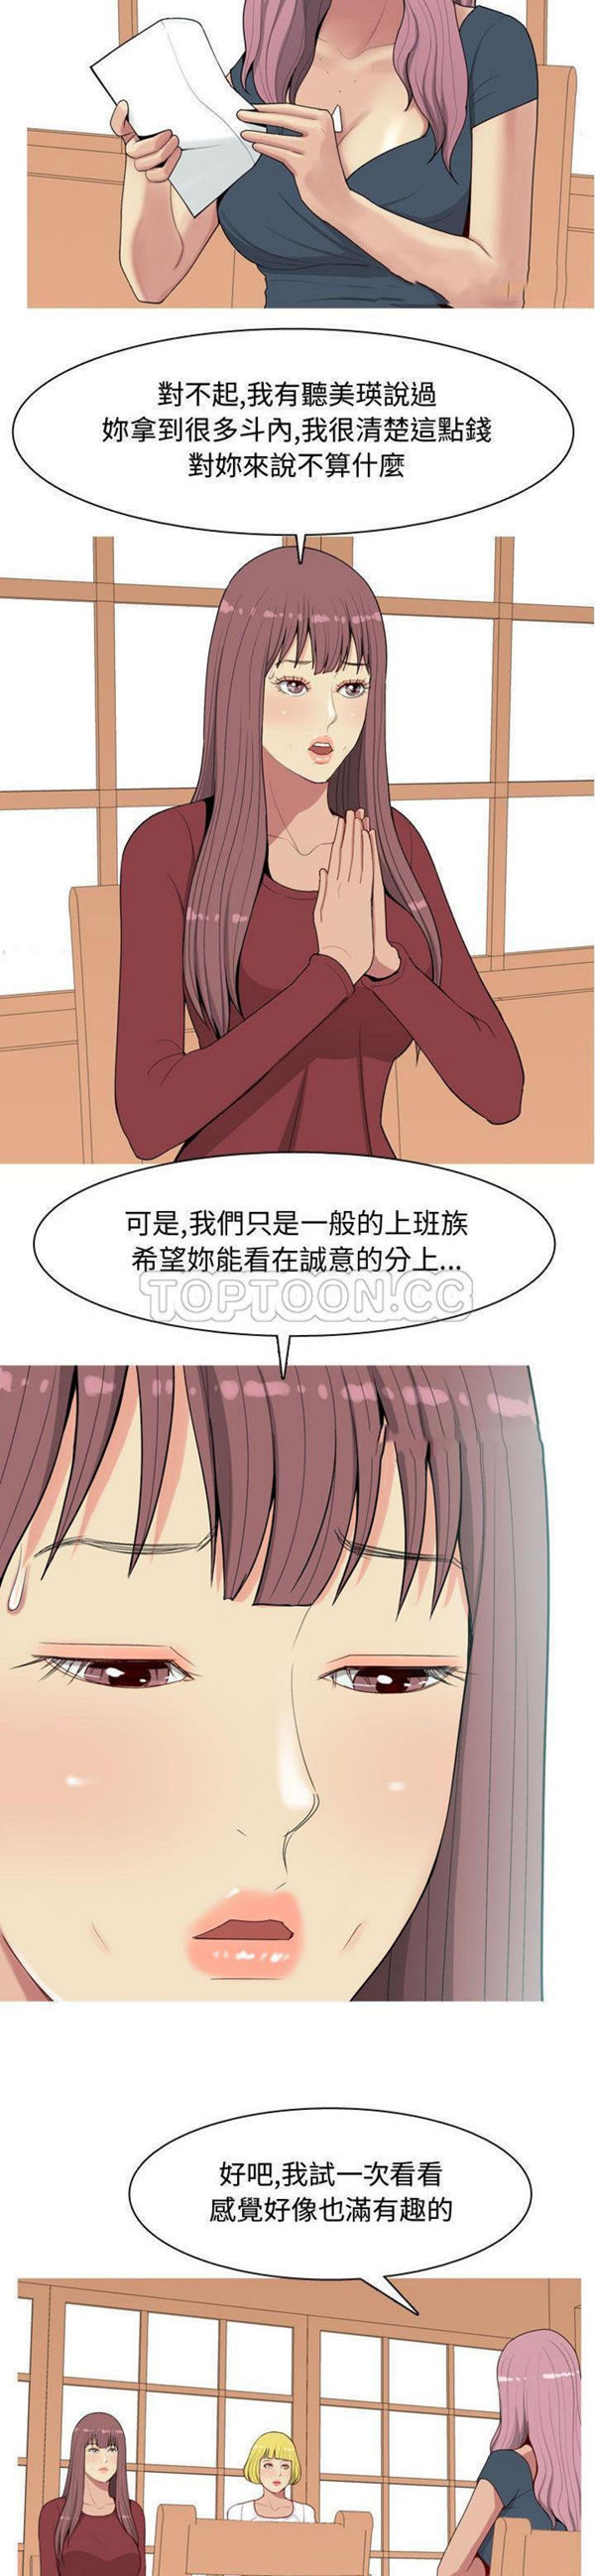 對不起,我有聽美瑛說過
妳拿到很多斗內,我很清楚這點錢
對妳來說不算什麼
可是,我們只是一般的上班族
希望妳能看在誠意的分上...
TOPTOON.CC
好吧,我試一次看看
感覺好像也滿有趣的